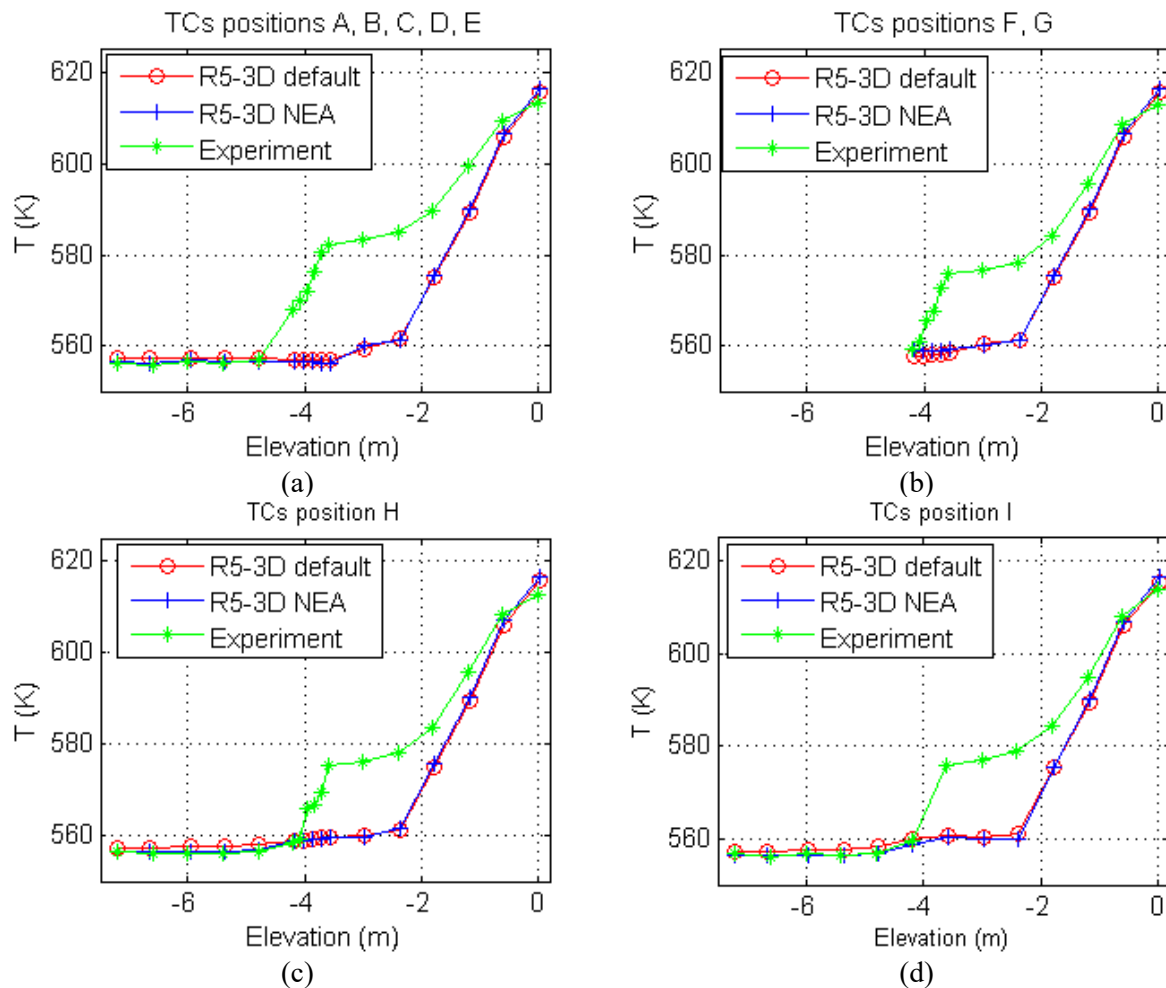 TCs positions A, B, C, D, E
R5-3D default
R5-3D NEA
Experiment
620
600
580
560
T (K)
-6
-4
-2
0
Elevation (m)
(a)
TCs positions F, G
R5-3D default
R5-3D NEA
Experiment
620
600
580
560
T (K)
-6
-4
-2
0
Elevation (m)
(b)
TCs position H
R5-3D default
R5-3D NEA
Experiment
620
600
580
560
T (K)
-6
-4
-2
0
Elevation (m)
(c)
TCs position I
R5-3D default
R5-3D NEA
Experiment
620
600
580
560
T (K)
-6
-4
-2
0
Elevation (m)
(d)